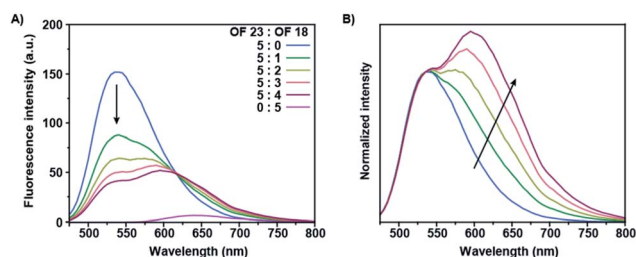 A)
Fluorescence intensity (a.u.)
200
150
100
50
0
OF 23 : OF 18
5 : 0
5 : 1
5 : 2
5 : 3
5 : 4
0 : 5
500 550 600 650 700 750 800
Wavelength (nm)
B)
Normalized intensity
500 550 600 650 700 750 800
Wavelength (nm)